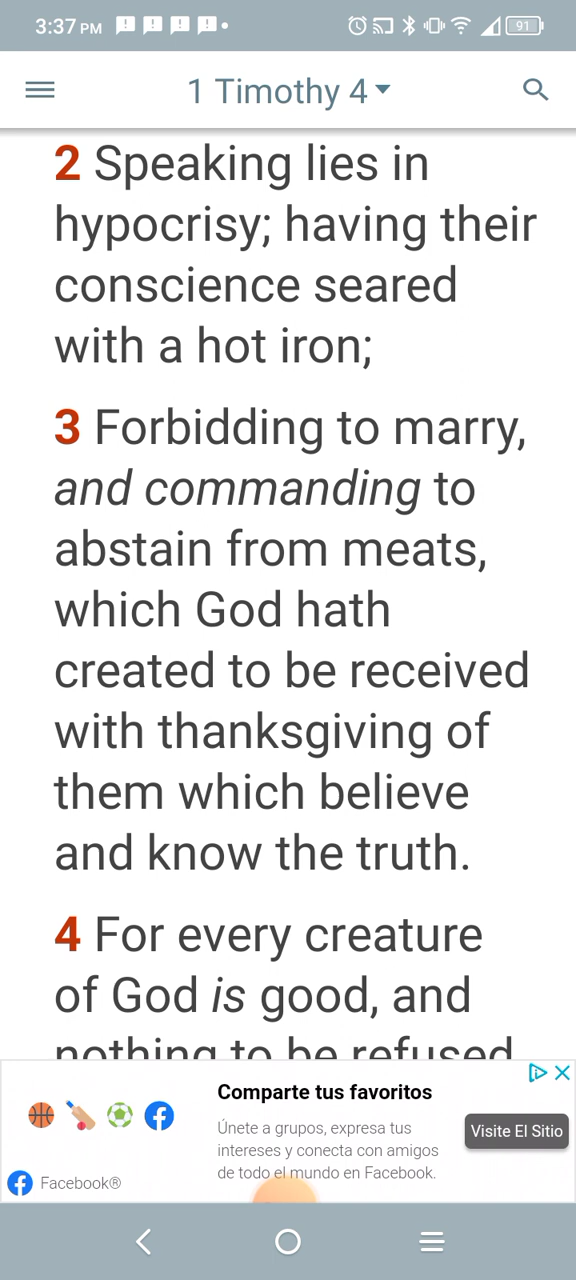 3:37 PM
91
1 Timothy 4
2 Speaking lies in
hypocrisy; having their
conscience seared
with a hot iron;
3 Forbidding to marry,
and commanding to
abstain from meats,
which God hath
created to be received
with thanksgiving of
them which believe
and know the truth.
4 For every creature
of God is good, and
nothing to be refused
Comparte tus favoritos
Únete a grupos, expresa tus
intereses y conecta con amigos
de todo el mundo en Facebook.
Visite El Sitio
Facebook®